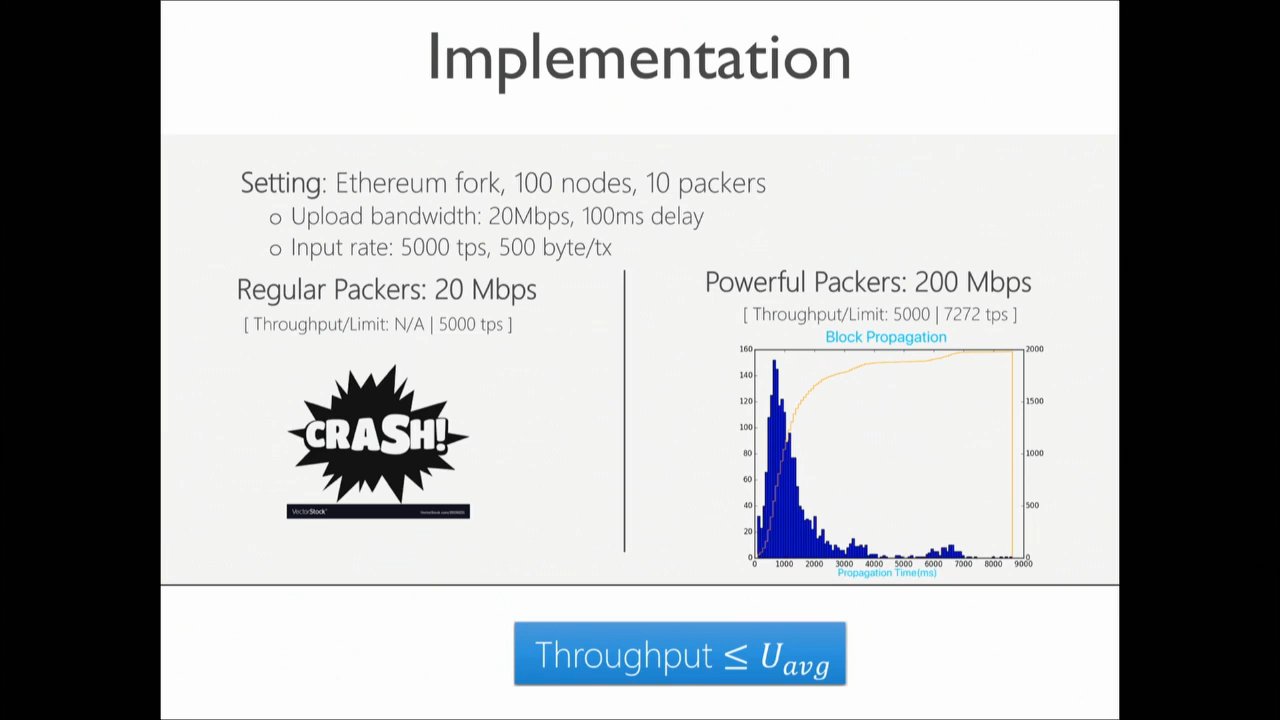 Implementation
Setting: Ethereum fork, 100 nodes, 10 packers
o Upload bandwidth: 20Mbps, 100ms delay
o Input rate: 5000 tps, 500 byte/tx
Regular Packers: 20 Mbps
[ Throughput/Limit: N/A | 5000 tps ]
CRASH!
VectorStock
Powerful Packers: 200 Mbps
[ Throughput/Limit: 5000 | 7272 tps ]
Block Propagation
160
140
120
100
80
60
40
20
0
2000
1500
1000
500
0
0 1000 2000 3000 4000 5000 6000 7000 8000 9000
Propagation Time(ms)
Throughput ≤ Uavg